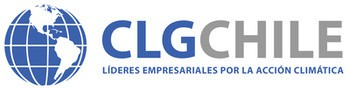 CLGCHILE
LÍDERES EMPRESARIALES POR LA ACCIÓN CLIMÁTICA